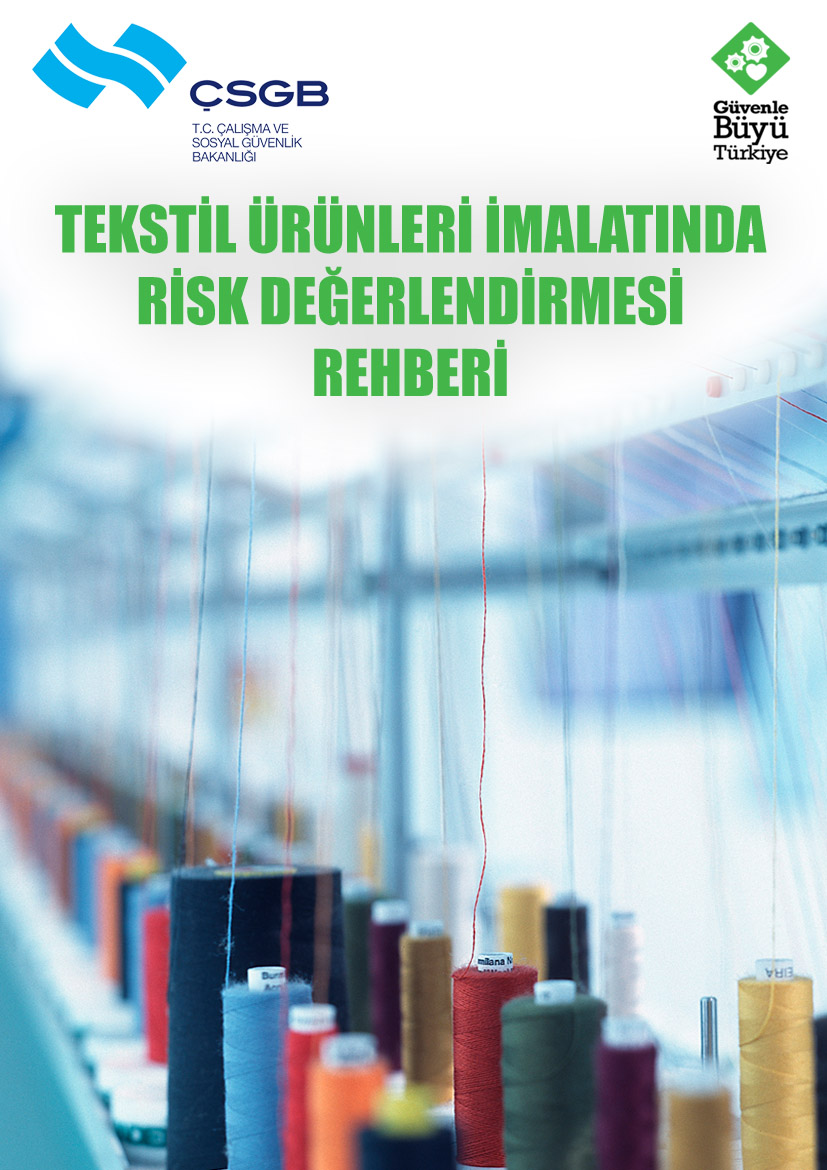 ÇSGB
T.C. ÇALIŞMA VE
SOSYAL GÜVENLİK
BAKANLIĞI
Güvenle
Büyü
Türkiye
TEKSTİL ÜRÜNLERİ İMALATINDA
RİSK DEĞERLENDİRMESİ
REHBERİ